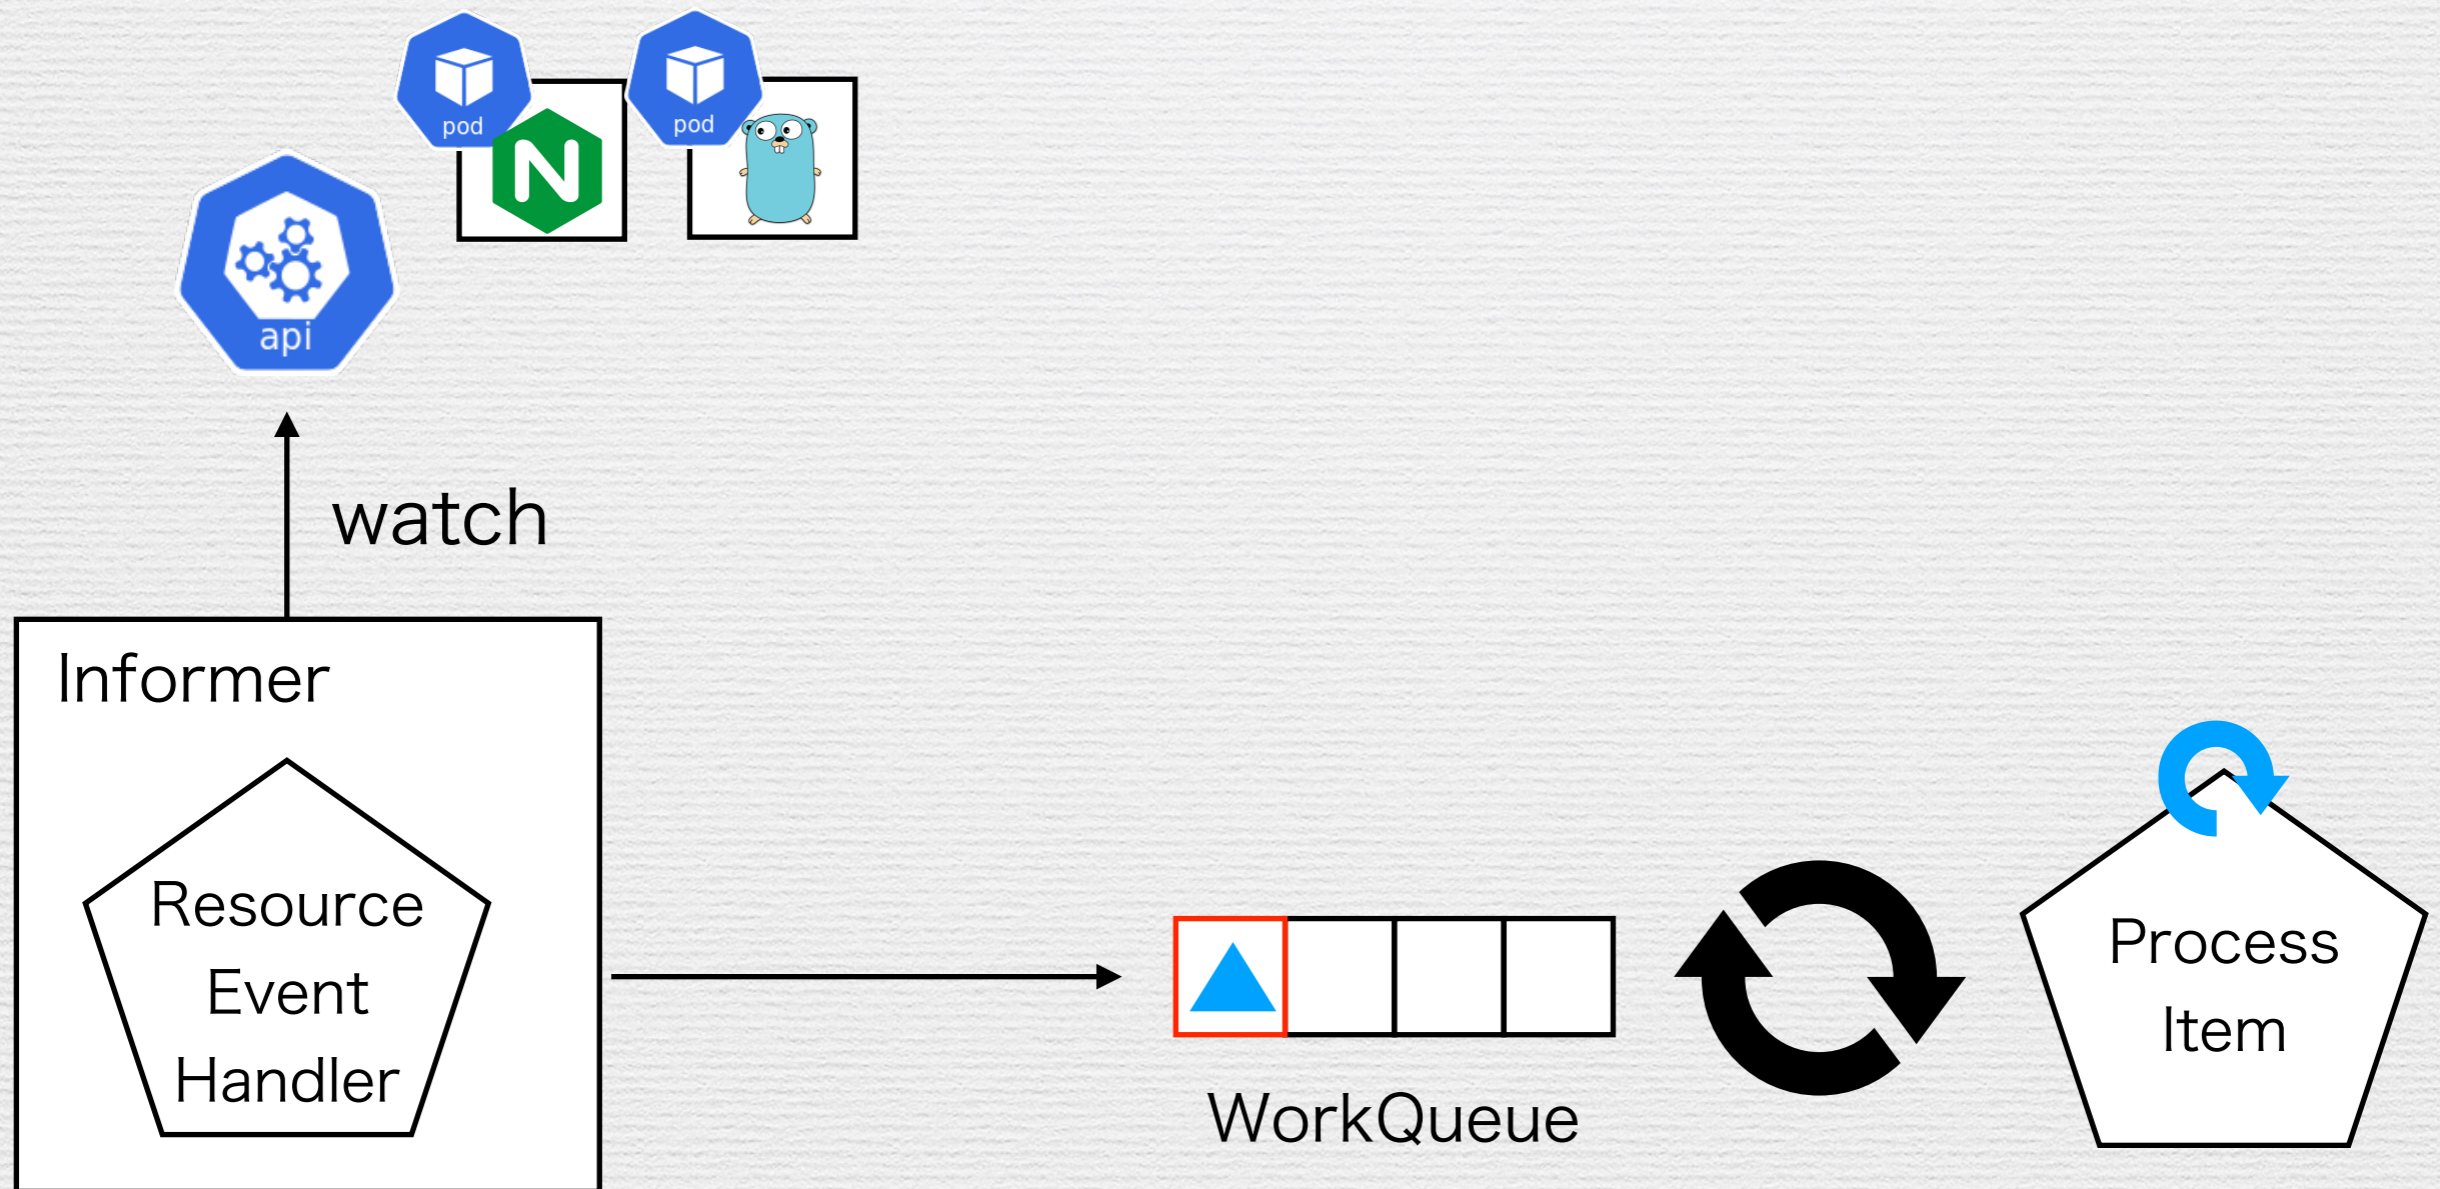 pod
pod
api
watch
Informer
Resource
Event
Handler
WorkQueue
Process
Item